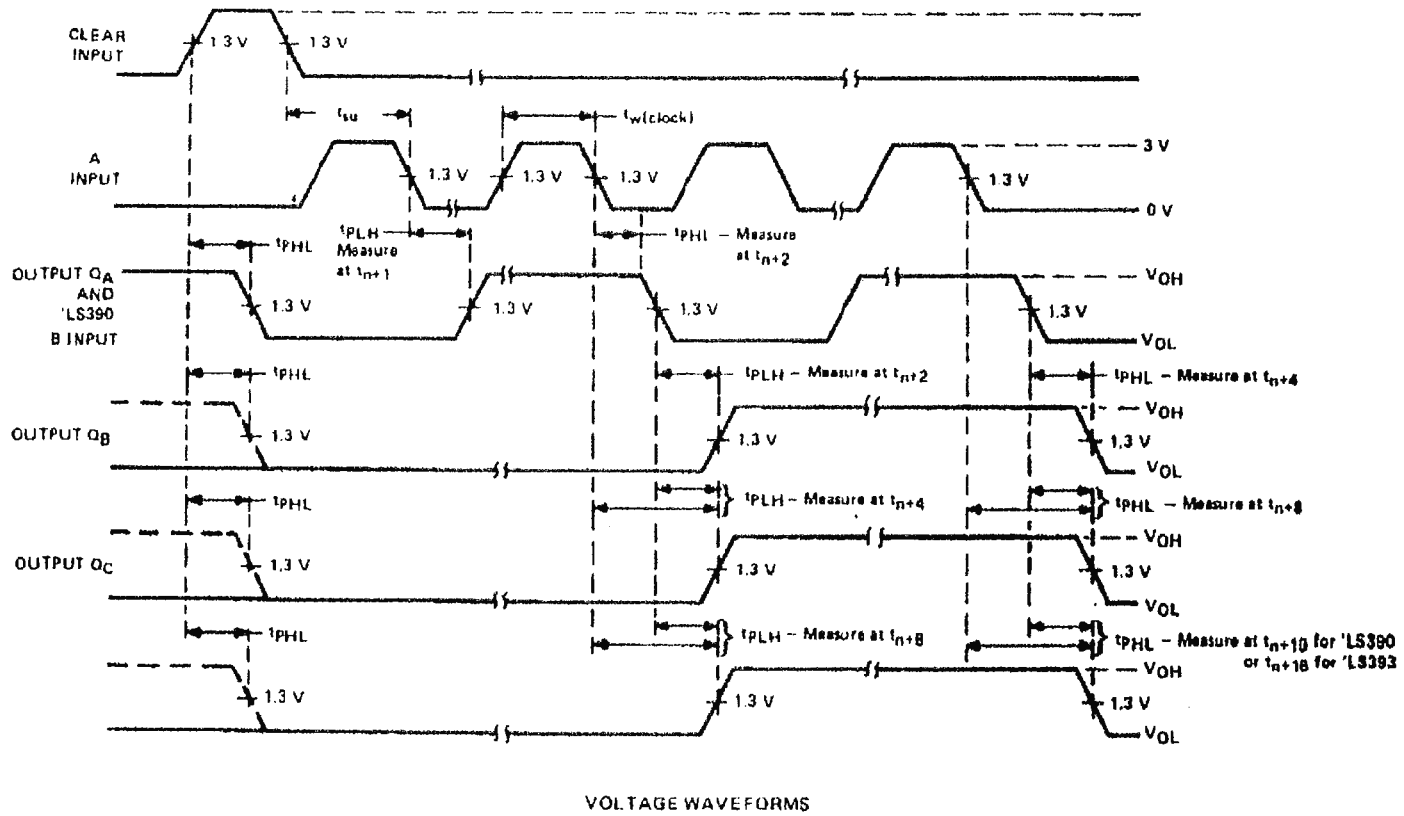 CLEAR
INPUT
1.3 V
1.3 V
tsu
tw(clock)
A
INPUT
1.3 V
1.3 V
1.3 V
1.3 V
3 V
0 V
tPHL
tPLH
Measure
at tn+1
tPHL – Measure
at tn+2
OUTPUT QA
AND
'LS390
B INPUT
1.3 V
1.3 V
1.3 V
1.3 V
VOH
VOL
tPHL
tPLH – Measure at tn+2
tPHL – Measure at tn+4
OUTPUT QB
1.3 V
1.3 V
1.3 V
VOH
VOL
tPHL
tPLH – Measure at tn+4
tPHL – Measure at tn+8
OUTPUT QC
1.3 V
1.3 V
1.3 V
VOH
VOL
tPHL
tPLH – Measure at tn+8
tPHL – Measure at tn+10 for 'LS390
or tn+16 for 'LS393
1.3 V
1.3 V
1.3 V
VOH
VOL
VOLTAGE WAVEFORMS